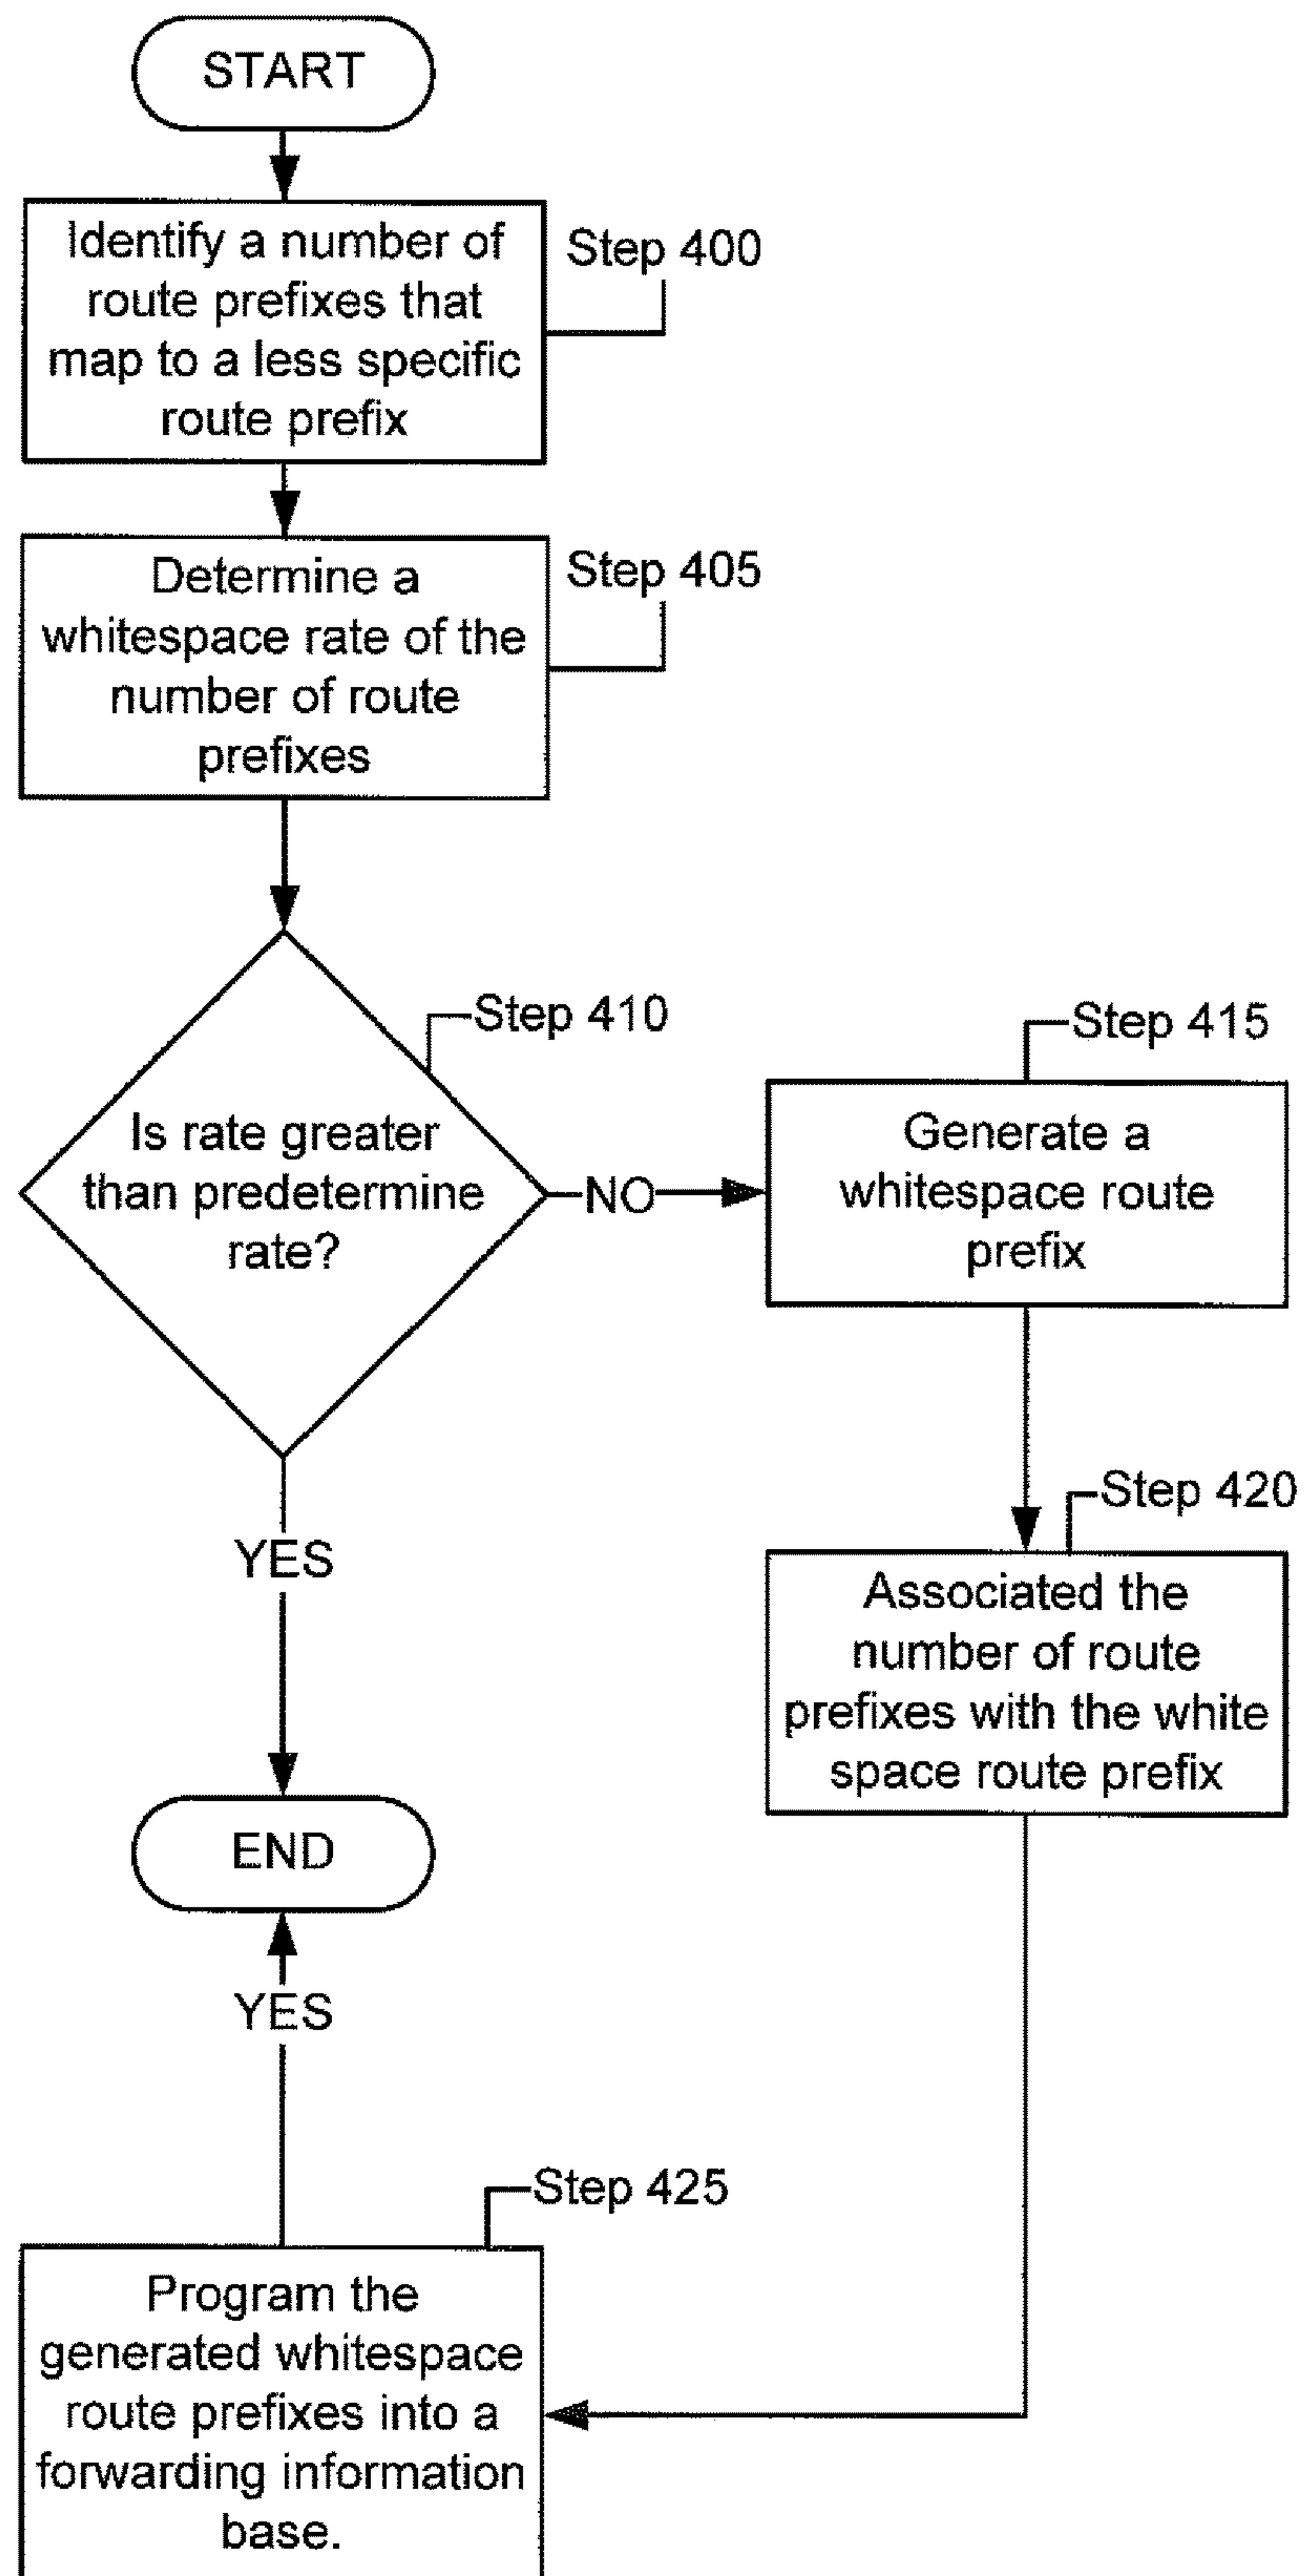 START
Identify a number of
route prefixes that
map to a less specific
route prefix
Step 400
Determine a
whitespace rate of the
number of route
prefixes
Step 405
Step 410
Is rate greater
than predetermine
rate?
NO
Step 415
Generate a
whitespace route
prefix
Step 420
Associated the
number of route
prefixes with the white
space route prefix
YES
END
YES
Step 425
Program the
generated whitespace
route prefixes into a
forwarding information
base.